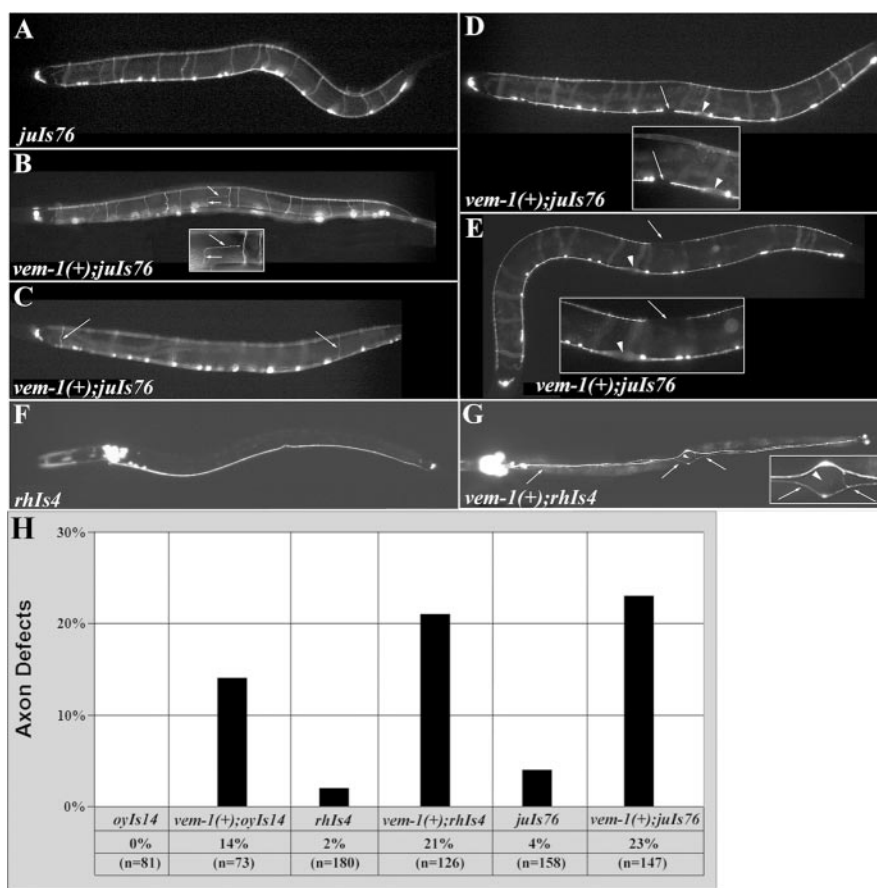 A
juIs76
B
vem-1(+);juIs76
C
vem-1(+);juIs76
D
vem-1(+);juIs76
E
vem-1(+);juIs76
F
rhIs4
G
vem-1(+);rhIs4
H
Axon Defects
30%
20%
10%
0%
oyIs14 vem-1(+);oyIs14 rhIs4 vem-1(+);rhIs4 juIs76 vem-1(+);juIs76
0% 14% 2% 21% 4% 23%
(n=81) (n=73) (n=180) (n=126) (n=158) (n=147)